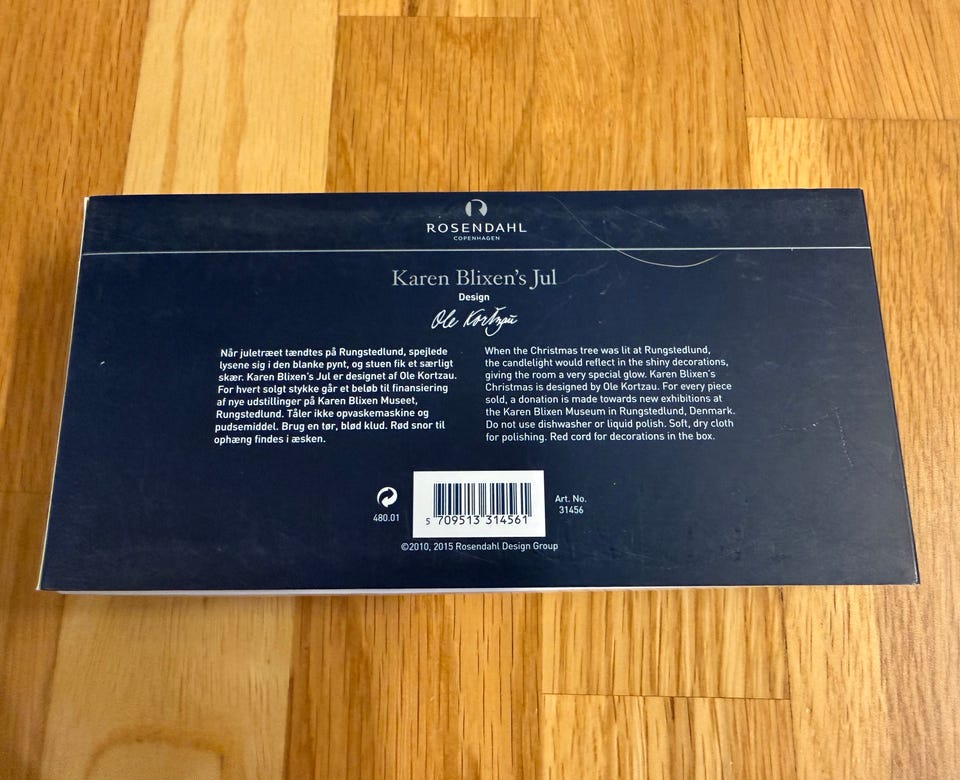 ROSENDAHL
COPENHAGEN
Karen Blixen's Jul
Design
Ole Kortzau
Når juletræet tændtes på Rungstedlund, spejlede
lysene sig i den blanke pynt, og stuen fik et særligt
skær. Karen Blixen's Jul er designet af Ole Kortzau.
For hvert solgt stykke går et beløb til finansiering
af nye udstillinger på Karen Blixen Museet,
Rungstedlund. Tåler ikke opvaskemaskine og
pudsemiddel. Brug en tør, blød klud. Rød snor til
ophæng findes i æsken.
When the Christmas tree was lit at Rungstedlund,
the candlelight would reflect in the shiny decorations,
giving the room a very special glow. Karen Blixen's
Christmas is designed by Ole Kortzau. For every piece
sold, a donation is made towards new exhibitions at
the Karen Blixen Museum in Rungstedlund, Denmark.
Do not use dishwasher or liquid polish. Soft, dry cloth
for polishing. Red cord for decorations in the box.
480.01
5 709513 314561
Art. No.
31456
©2010, 2015 Rosendahl Design Group